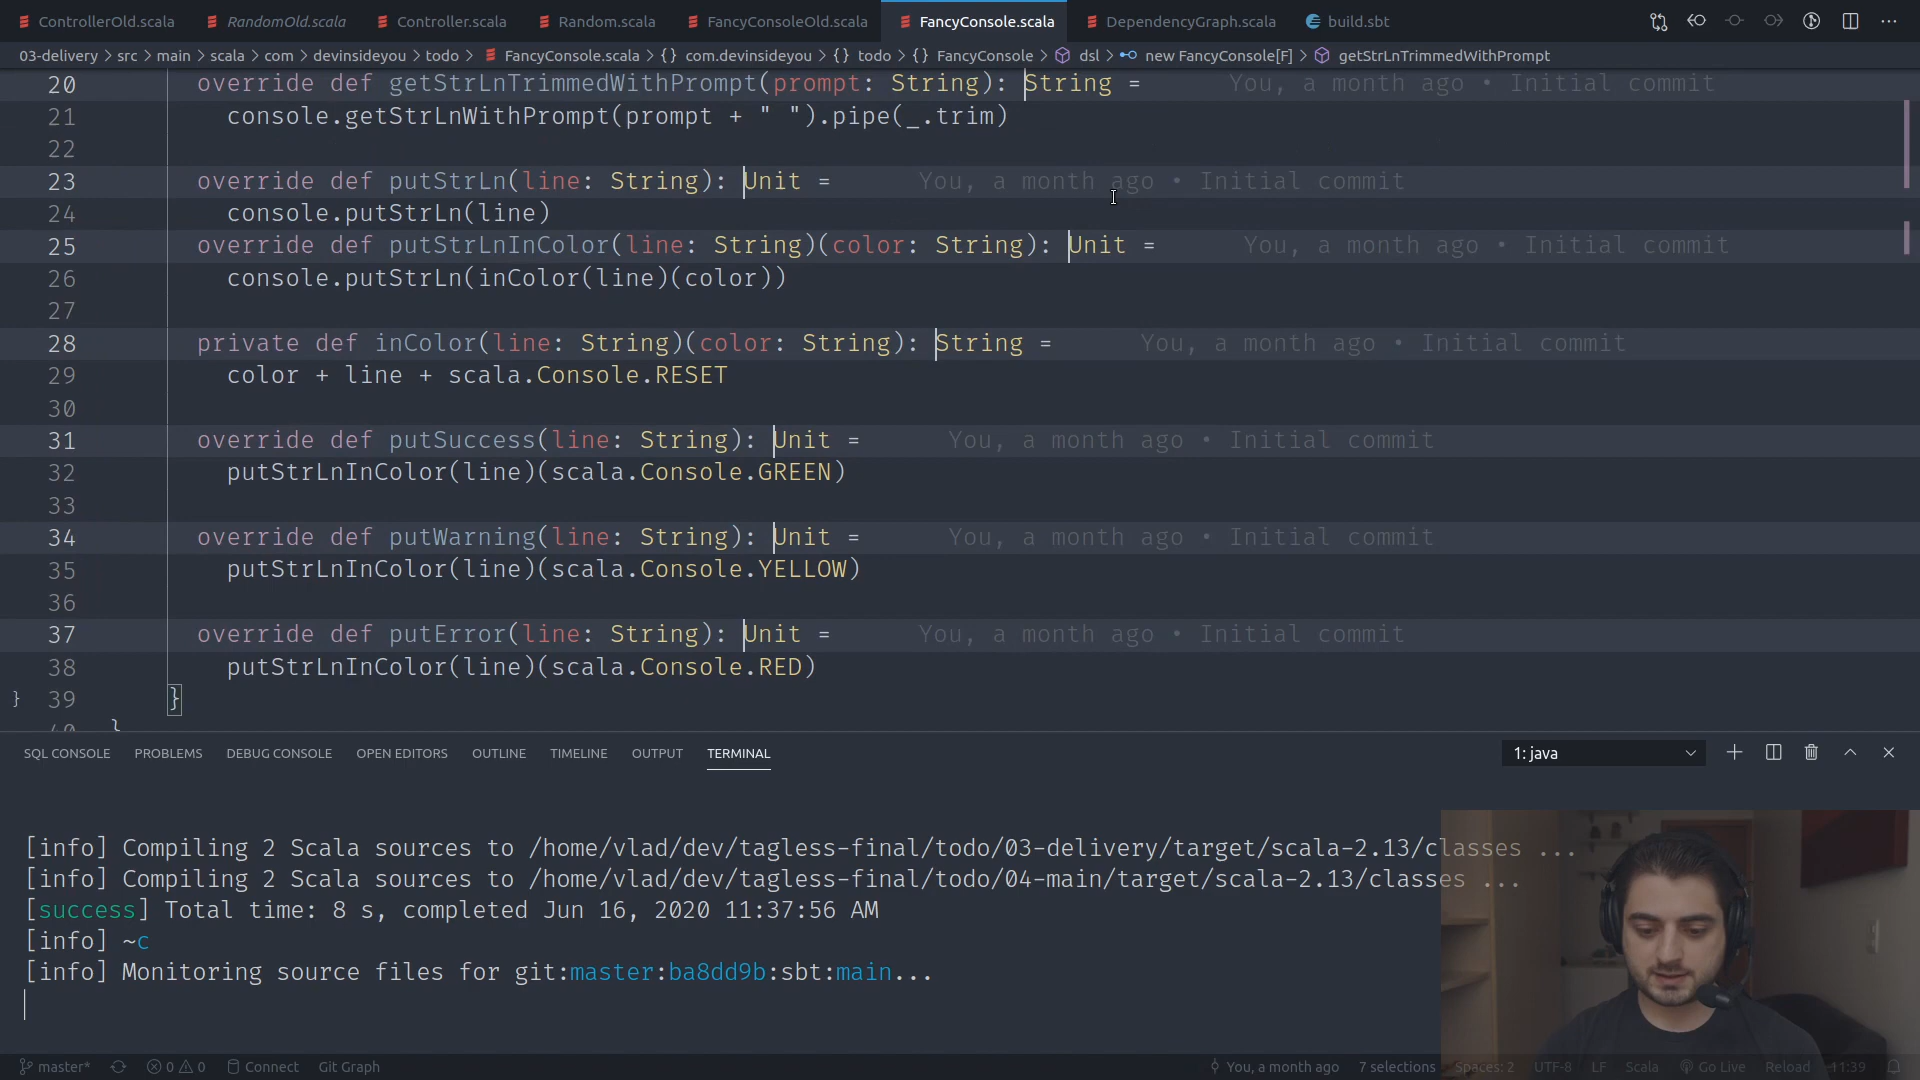 ControllerOld.scala RandomOld.scala Controller.scala Random.scala FancyConsoleOld.scala FancyConsole.scala DependencyGraph.scala build.sbt
03-delivery > src > main > scala > com > devinsideyou > todo > FancyConsole.scala > {} com.devinsideyou > {} todo > {} FancyConsole > dsl > new FancyConsole[F] > getStrLnTrimmedWithPrompt
20 override def getStrLnTrimmedWithPrompt(prompt: String): String = You, a month ago • Initial commit
21 console.getStrLnWithPrompt(prompt + " ").pipe(_.trim)
22
23 override def putStrLn(line: String): Unit = You, a month ago • Initial commit
24 console.putStrLn(line)
25 override def putStrLnInColor(line: String)(color: String): Unit = You, a month ago • Initial commit
26 console.putStrLn(inColor(line)(color))
27
28 private def inColor(line: String)(color: String): String = You, a month ago • Initial commit
29 color + line + scala.Console.RESET
30
31 override def putSuccess(line: String): Unit = You, a month ago • Initial commit
32 putStrLnInColor(line)(scala.Console.GREEN)
33
34 override def putWarning(line: String): Unit = You, a month ago • Initial commit
35 putStrLnInColor(line)(scala.Console.YELLOW)
36
37 override def putError(line: String): Unit = You, a month ago • Initial commit
38 putStrLnInColor(line)(scala.Console.RED)
} 39 }
40 }
SQL CONSOLE PROBLEMS DEBUG CONSOLE OPEN EDITORS OUTLINE TIMELINE OUTPUT TERMINAL 1: java
[info] Compiling 2 Scala sources to /home/vlad/dev/tagless-final/todo/03-delivery/target/scala-2.13/classes ...
[info] Compiling 2 Scala sources to /home/vlad/dev/tagless-final/todo/04-main/target/scala-2.13/classes ...
[success] Total time: 8 s, completed Jun 16, 2020 11:37:56 AM
[info] ~c
[info] Monitoring source files for git:master:ba8dd9b:sbt:main...
master* 0 0 Connect Git Graph You, a month ago 7 selections Spaces: 2 UTF-8 LF Scala Go Live Reload 11:39